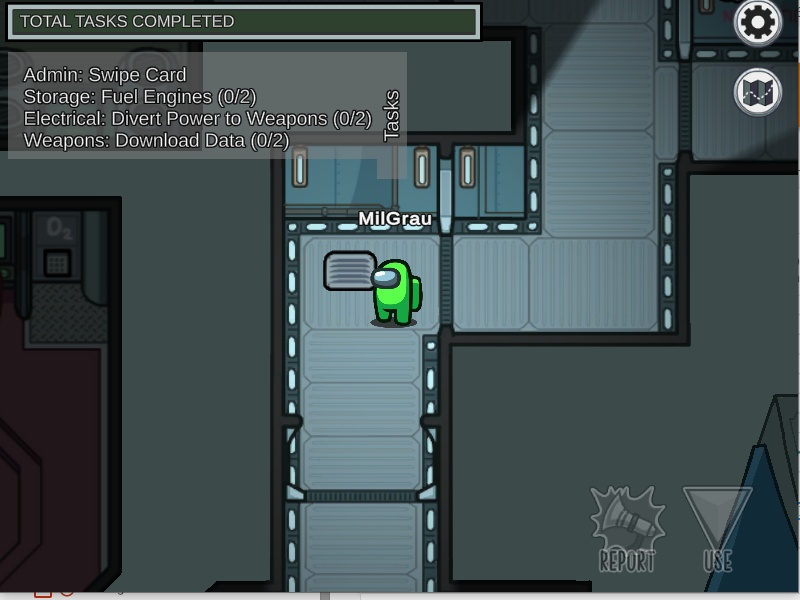 TOTAL TASKS COMPLETED
Admin: Swipe Card
Storage: Fuel Engines (0/2)
Electrical: Divert Power to Weapons (0/2)
Weapons: Download Data (0/2)
Tasks
MilGrau
D2
REPORT
USE